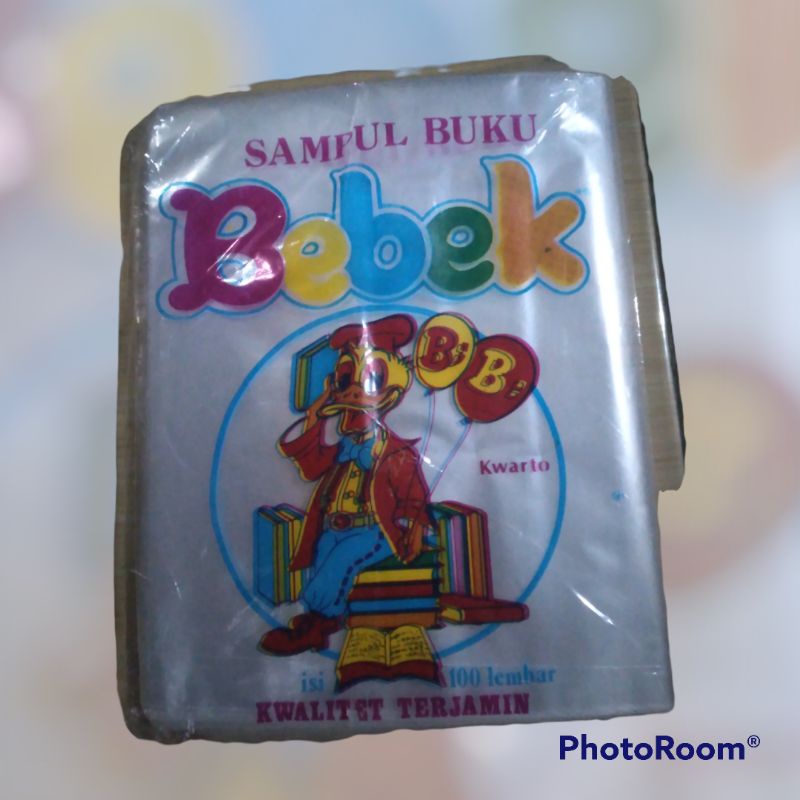 SAMPUL BUKU
Bebek
B: B:
Kwarto
isi 100 lembar
KWALITET TERJAMIN
PhotoRoom®